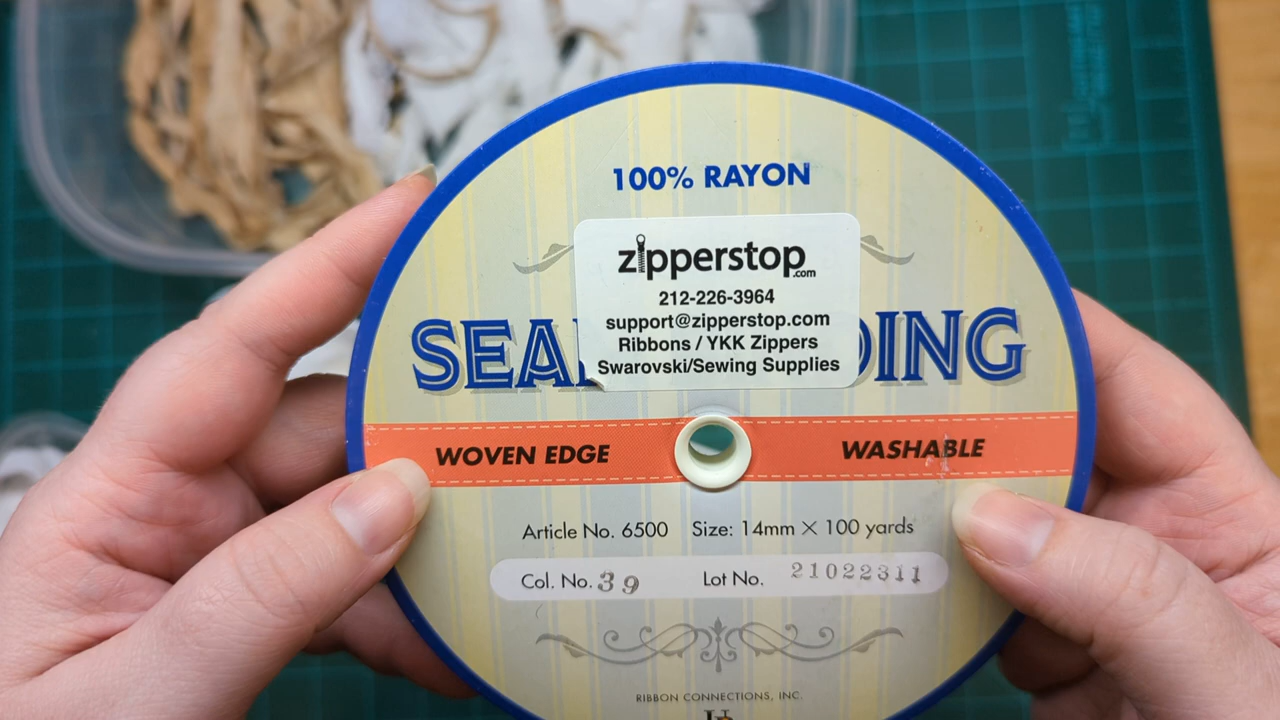 100% RAYON
zipperstop
.com
212-226-3964
support@zipperstop.com
Ribbons / YKK Zippers
Swarovski/Sewing Supplies
SEA DING
WOVEN EDGE WASHABLE
Article No. 6500 Size: 14mm X 100 yards
Col. No. 39 Lot No. 21022311
RIBBON CONNECTIONS, INC.